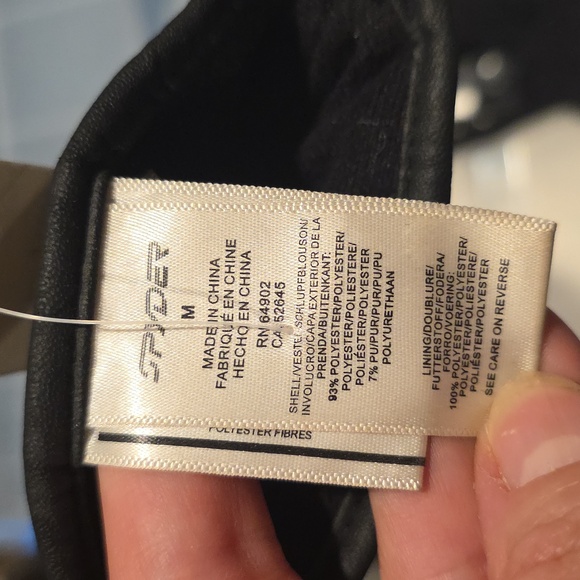 SPYDER
M
MADE IN CHINA
FABRIQUÉ EN CHINE
HECHO EN CHINA
RN 64902
CA 52645
SHELL/VESTE/SCHLUPFBLOUSON/
INVOLUCRO/CAPA EXTERIOR DE LA
PRENDA/BUITENKANT:
93% POLYESTER/POLYESTER/
POLYESTER/POLIESTERE/
POLIÉSTER/POLYESTER
7% PU/PUR/PUR/PU/PU
POLYURETHAAN
LINING/DOUBLURE/
FUTTERSTOFF/FODERA/
FORRO/VOERING:
100% POLYESTER/POLYESTER/
POLYESTER/POLIESTERE/
POLIÉSTER/POLYESTER
SEE CARE ON REVERSE
POLYESTER FIBRES